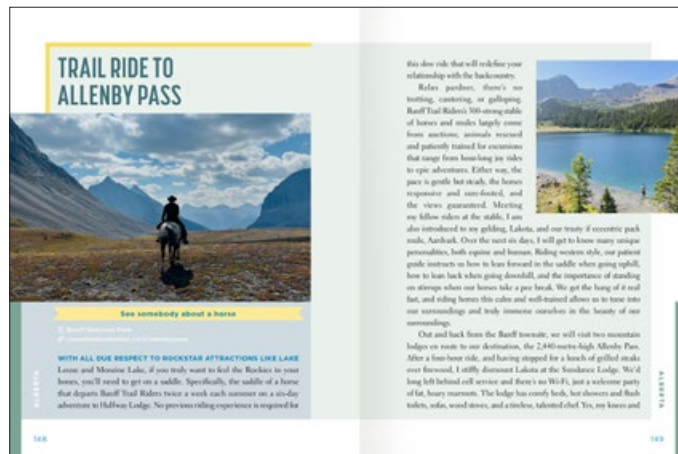 TRAIL RIDE TO
ALLENBY PASS
See somebody about a horse
Banff National Park
WITH ALL DUE RESPECT TO ROCKSTAR ATTRACTIONS LIKE LAKE
Louise and Moraine Lake, if you truly want to feel the Rockies in your
bones, you'll need to get on a saddle. Specifically, the saddle of a horse
that departs Banff Trail Riders twice a week each summer on a six-day
adventure to Halfway Lodge. No previous riding experience is required for
ALBERTA
148
this slow ride that will redefine your
relationship with the backcountry.
Relax pardner, there's no
trotting, cantering, or galloping.
Banff Trail Riders's 300-strong stable
of horses and mules largely come
from auctions; animals rescued
and patiently trained for excursions
that range from hour-long joy rides
to epic adventures. Either way, the
pace is gentle but steady, the horses
responsive and sure-footed, and
the views guaranteed. Meeting
my fellow riders at the stable, I am
also introduced to my gelding, Lakota, and our trusty if eccentric pack
mule, Aardvark. Over the next six days, I will get to know many unique
personalities, both equine and human. Riding western style, our patient
guide instructs us how to lean forward in the saddle when going uphill,
how to lean back when going downhill, and the importance of standing
on stirrups when our horses take a pee break. We get the hang of it real
fast, and riding horses this calm and well-trained allows us to tune into
our surroundings and truly immerse ourselves in the beauty of our
surroundings.
Out and back from the Banff townsite, we will visit two mountain
lodges en route to our destination, the 2,440-metre-high Allenby Pass.
After a four-hour ride, and having stopped for a lunch of grilled steaks
over firewood, I stiffly dismount Lakota at the Sundance Lodge. We'd
long left behind cell service and there's no Wi-Fi, just a welcome party
of fat, hoary marmots. The lodge has comfy beds, hot showers and flush
toilets, sofas, wood stoves, and a tireless, talented chef. Yes, my knees and
ALBERTA
149